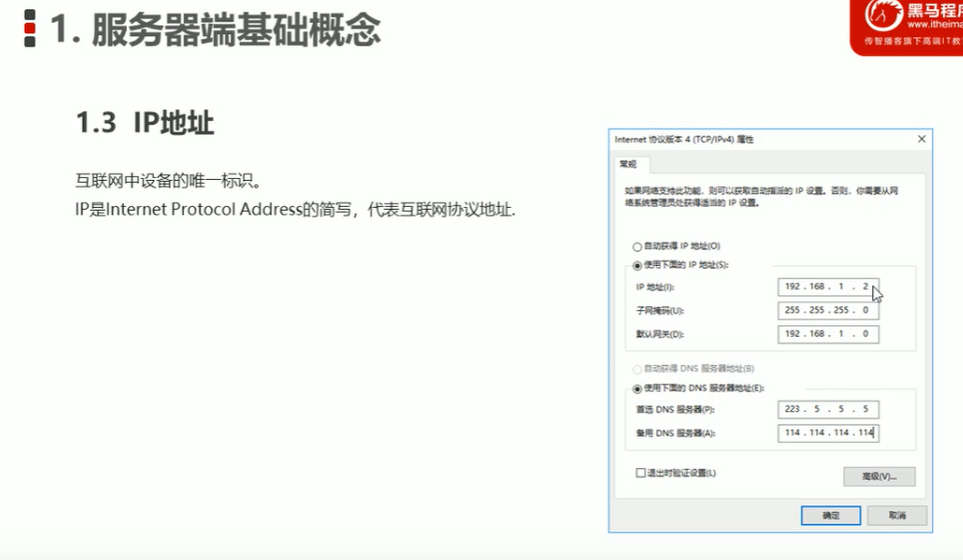 1. 服务器端基础概念
黑马程序
www.itheima
传智播客旗下高端IT教
1.3 IP地址
互联网中设备的唯一标识。
IP是Internet Protocol Address的简写，代表互联网协议地址.
Internet 协议版本 4 (TCP/IPv4) 属性
常规
如果网络支持此功能，则可以获取自动指派的 IP 设置。否则，你需要从网
络系统管理员处获得适当的 IP 设置。
自动获得 IP 地址(O)
使用下面的 IP 地址(S):
IP 地址(I): 192 . 168 . 1 . 2
子网掩码(U): 255 . 255 . 255 . 0
默认网关(D): 192 . 168 . 1 . 0
自动获得 DNS 服务器地址(B)
使用下面的 DNS 服务器地址(E):
首选 DNS 服务器(P): 223 . 5 . 5 . 5
备用 DNS 服务器(A): 114 . 114 . 114 . 114
退出时验证设置(L)
高级(V)...
确定 取消